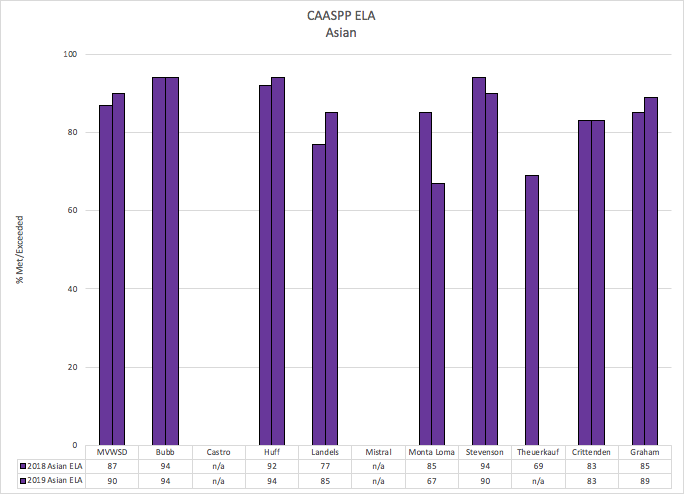 CAASPP ELA
Asian
100
80
60
40
20
0
% Met/Exceeded
MVWSD Bubb Castro Huff Landels Mistral Monta Loma Stevenson Theuerkauf Crittenden Graham
2018 Asian ELA 87 94 n/a 92 77 n/a 85 94 69 83 85
2019 Asian ELA 90 94 n/a 94 85 n/a 67 90 n/a 83 89